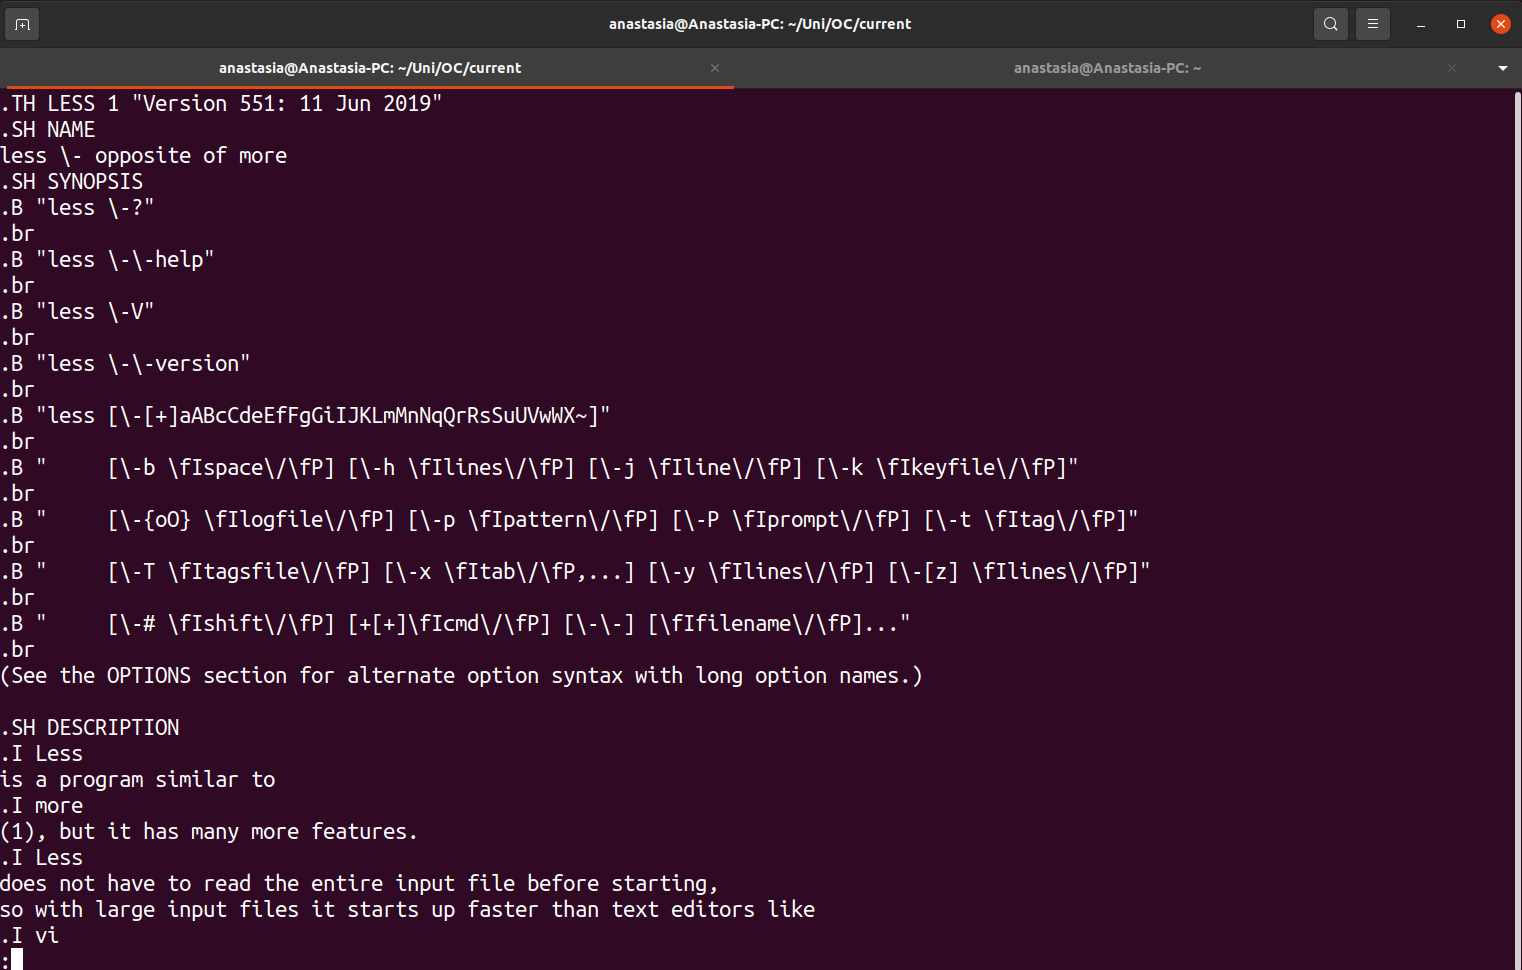 anastasia@Anastasia-PC: ~/Uni/OC/current
anastasia@Anastasia-PC: ~/Uni/OC/current
anastasia@Anastasia-PC: ~
.TH LESS 1 "Version 551: 11 Jun 2019"
.SH NAME
less \- opposite of more
.SH SYNOPSIS
.B "less \-?"
.br
.B "less \-\-help"
.br
.B "less \-V"
.br
.B "less \-\-version"
.br
.B "less [\-[+]aABcCdeEfFgGiIJKLmMnNqQrRsSuUVwWX~]"
.br
.B "     [\-b \fIspace\/\fP] [\-h \fIlines\/\fP] [\-j \fIline\/\fP] [\-k \fIkeyfile\/\fP]"
.br
.B "     [\-{oO} \fIlogfile\/\fP] [\-p \fIpattern\/\fP] [\-P \fIprompt\/\fP] [\-t \fItag\/\fP]"
.br
.B "     [\-T \fItagsfile\/\fP] [\-x \fItab\/\fP,...] [\-y \fIlines\/\fP] [\-[z] \fIlines\/\fP]"
.br
.B "     [\-# \fIshift\/\fP] [+[+]\fIcmd\/\fP] [\-\-] [\fIfilename\/\fP]..."
.br
(See the OPTIONS section for alternate option syntax with long option names.)

.SH DESCRIPTION
.I Less
is a program similar to
.I more
(1), but it has many more features.
.I Less
does not have to read the entire input file before starting,
so with large input files it starts up faster than text editors like
.I vi
: